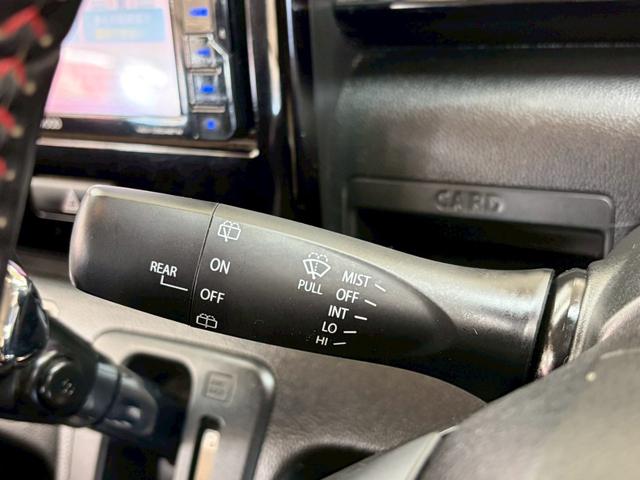 CARD
REAR
ON
OFF
PULL
MIST
OFF
INT
LO
HI